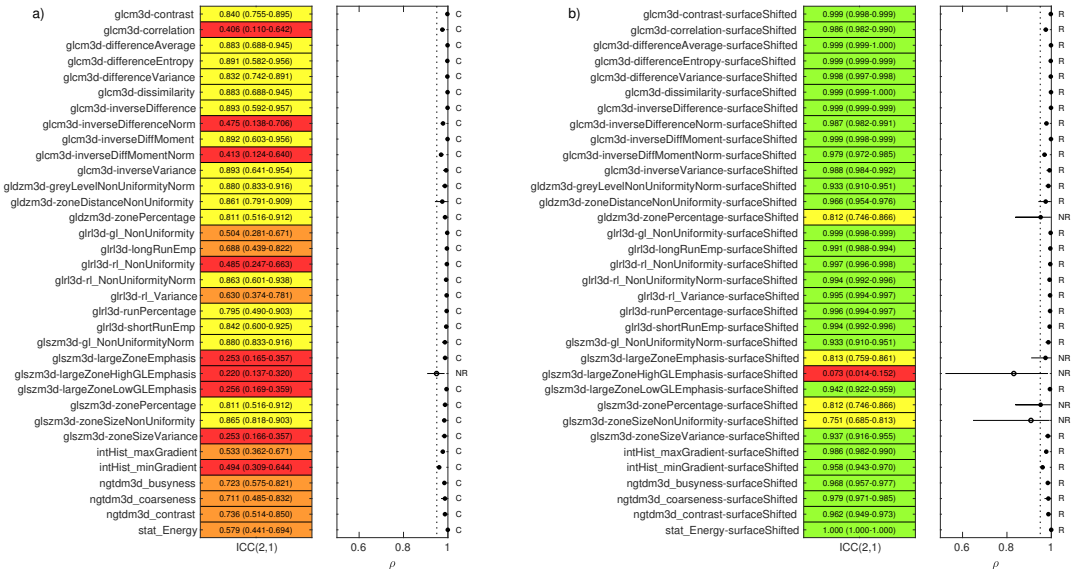 a)
glcm3d-contrast 0.840 (0.755-0.895) C
glcm3d-correlation 0.406 (0.110-0.642) C
glcm3d-differenceAverage 0.883 (0.688-0.945) C
glcm3d-differenceEntropy 0.891 (0.582-0.956) C
glcm3d-differenceVariance 0.832 (0.742-0.891) C
glcm3d-dissimilarity 0.883 (0.688-0.945) C
glcm3d-inverseDifference 0.893 (0.592-0.957) C
glcm3d-inverseDifferenceNorm 0.475 (0.138-0.706) C
glcm3d-inverseDiffMoment 0.892 (0.603-0.956) C
glcm3d-inverseDiffMomentNorm 0.413 (0.124-0.640) C
glcm3d-inverseVariance 0.893 (0.641-0.954) C
gldzm3d-greyLevelNonUniformityNorm 0.880 (0.833-0.916) C
gldzm3d-zoneDistanceNonUniformity 0.861 (0.791-0.909) C
gldzm3d-zonePercentage 0.811 (0.516-0.912) C
glrl3d-gl_NonUniformity 0.504 (0.281-0.671) C
glrl3d-longRunEmp 0.688 (0.439-0.822) C
glrl3d-rl_NonUniformity 0.485 (0.247-0.663) C
glrl3d-rl_NonUniformityNorm 0.863 (0.601-0.938) C
glrl3d-rl_Variance 0.630 (0.374-0.781) C
glrl3d-runPercentage 0.795 (0.490-0.903) C
glrl3d-shortRunEmp 0.842 (0.600-0.925) C
glszm3d-gl_NonUniformityNorm 0.880 (0.833-0.916) C
glszm3d-largeZoneEmphasis 0.253 (0.165-0.357) C
glszm3d-largeZoneHighGLEmphasis 0.220 (0.137-0.320) NR
glszm3d-largeZoneLowGLEmphasis 0.256 (0.169-0.359) C
glszm3d-zonePercentage 0.811 (0.516-0.912) C
glszm3d-zoneSizeNonUniformity 0.865 (0.818-0.903) C
glszm3d-zoneSizeVariance 0.253 (0.166-0.357) C
intHist_maxGradient 0.533 (0.362-0.671) C
intHist_minGradient 0.494 (0.309-0.644) C
ngtdm3d_busyness 0.723 (0.575-0.821) C
ngtdm3d_coarseness 0.711 (0.485-0.832) C
ngtdm3d_contrast 0.736 (0.514-0.850) C
stat_Energy 0.579 (0.441-0.694) C
ICC(2,1) 0.6 0.8 1
ρ
b)
glcm3d-contrast-surfaceShifted 0.999 (0.998-0.999) R
glcm3d-correlation-surfaceShifted 0.986 (0.982-0.990) R
glcm3d-differenceAverage-surfaceShifted 0.999 (0.999-1.000) R
glcm3d-differenceEntropy-surfaceShifted 0.999 (0.999-0.999) R
glcm3d-differenceVariance-surfaceShifted 0.998 (0.997-0.998) R
glcm3d-dissimilarity-surfaceShifted 0.999 (0.999-1.000) R
glcm3d-inverseDifference-surfaceShifted 0.999 (0.999-0.999) R
glcm3d-inverseDifferenceNorm-surfaceShifted 0.987 (0.982-0.991) R
glcm3d-inverseDiffMoment-surfaceShifted 0.999 (0.998-0.999) R
glcm3d-inverseDiffMomentNorm-surfaceShifted 0.979 (0.972-0.985) R
glcm3d-inverseVariance-surfaceShifted 0.988 (0.984-0.992) R
gldzm3d-greyLevelNonUniformityNorm-surfaceShifted 0.933 (0.910-0.951) R
gldzm3d-zoneDistanceNonUniformity-surfaceShifted 0.966 (0.954-0.976) R
gldzm3d-zonePercentage-surfaceShifted 0.812 (0.746-0.866) NR
glrl3d-gl_NonUniformity-surfaceShifted 0.999 (0.998-0.999) R
glrl3d-longRunEmp-surfaceShifted 0.991 (0.988-0.994) R
glrl3d-rl_NonUniformity-surfaceShifted 0.997 (0.996-0.998) R
glrl3d-rl_NonUniformityNorm-surfaceShifted 0.994 (0.992-0.996) R
glrl3d-rl_Variance-surfaceShifted 0.995 (0.994-0.997) R
glrl3d-runPercentage-surfaceShifted 0.996 (0.994-0.997) R
glrl3d-shortRunEmp-surfaceShifted 0.994 (0.992-0.996) R
glszm3d-gl_NonUniformityNorm-surfaceShifted 0.933 (0.910-0.951) R
glszm3d-largeZoneEmphasis-surfaceShifted 0.813 (0.759-0.861) NR
glszm3d-largeZoneHighGLEmphasis-surfaceShifted 0.073 (0.014-0.152) NR
glszm3d-largeZoneLowGLEmphasis-surfaceShifted 0.942 (0.922-0.959) R
glszm3d-zonePercentage-surfaceShifted 0.812 (0.746-0.866) NR
glszm3d-zoneSizeNonUniformity-surfaceShifted 0.751 (0.685-0.813) NR
glszm3d-zoneSizeVariance-surfaceShifted 0.937 (0.916-0.955) R
intHist_maxGradient-surfaceShifted 0.986 (0.982-0.990) R
intHist_minGradient-surfaceShifted 0.958 (0.943-0.970) R
ngtdm3d_busyness-surfaceShifted 0.968 (0.957-0.977) R
ngtdm3d_coarseness-surfaceShifted 0.979 (0.971-0.985) R
ngtdm3d_contrast-surfaceShifted 0.962 (0.949-0.973) R
stat_Energy-surfaceShifted 1.000 (1.000-1.000) R
ICC(2,1) 0.6 0.8 1
ρ